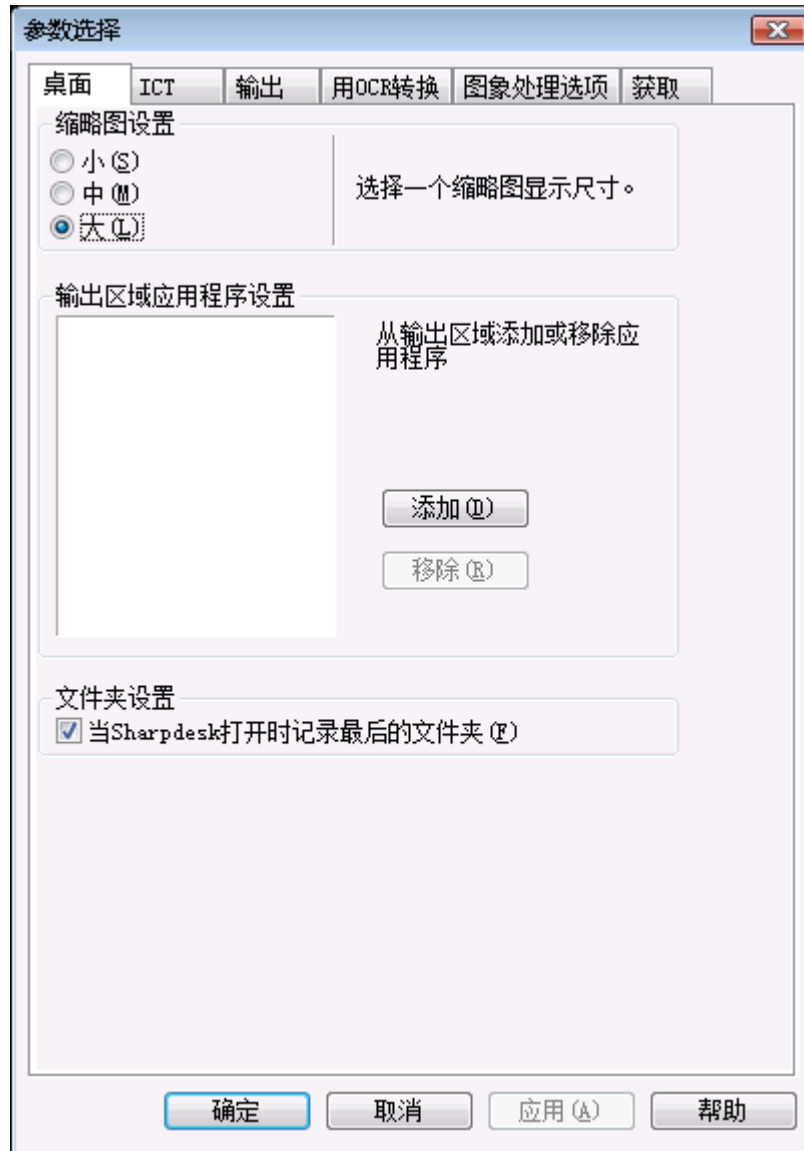 参数选择
桌面 ICT 输出 用OCR转换 图象处理选项 获取
缩略图设置
小(S)
中(M)
大(L)
选择一个缩略图显示尺寸。
输出区域应用程序设置
从输出区域添加或移除应
用程序
添加(D)
移除(R)
文件夹设置
当Sharpdesk打开时记录最后的文件夹(F)
确定 取消 应用(A) 帮助